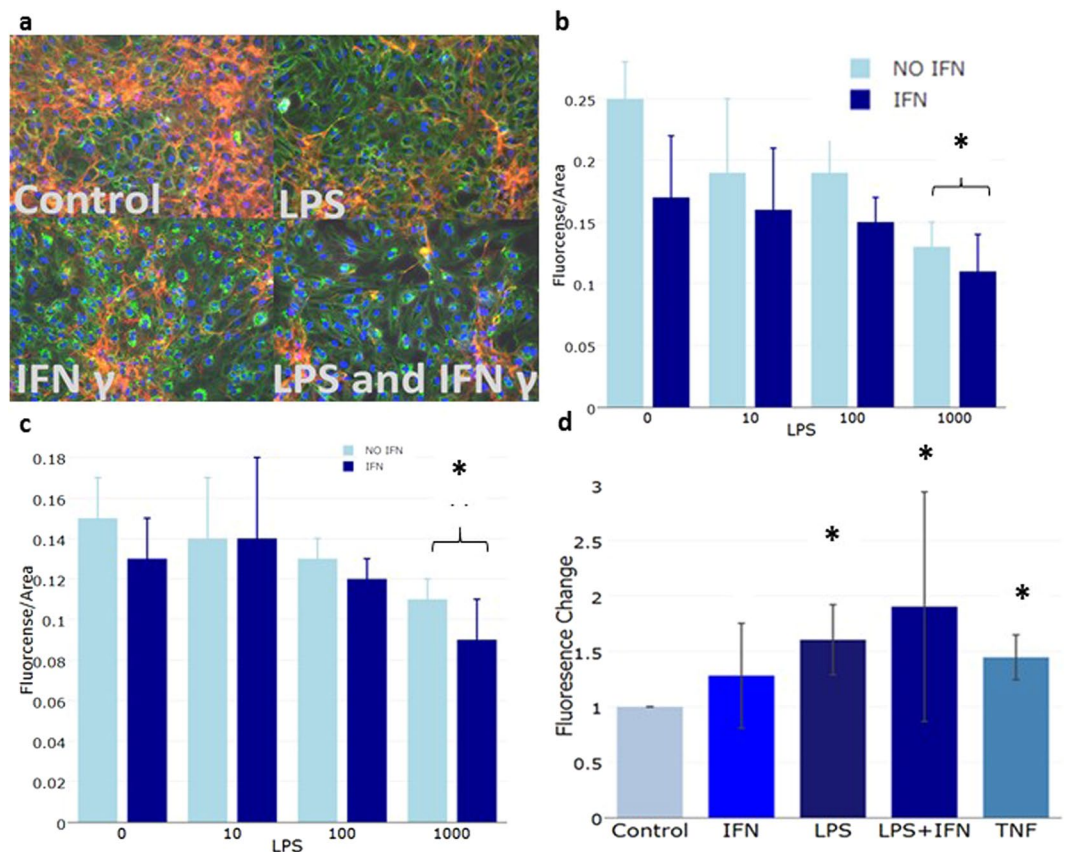 a
Control
LPS
IFN γ
LPS and IFN γ
b
NO IFN
IFN
*
0.25
0.2
0.15
0.1
0.05
0
Fluorcense/Area
0 10 100 1000
LPS
c
NO IFN
IFN
*
0.18
0.16
0.14
0.12
0.1
0.08
0.06
0.04
0.02
0
Fluorcense/Area
0 10 100 1000
LPS
d
*
*
*
3
2.5
2
1.5
1
0.5
0
Fluoresence Change
Control IFN LPS LPS+IFN TNF